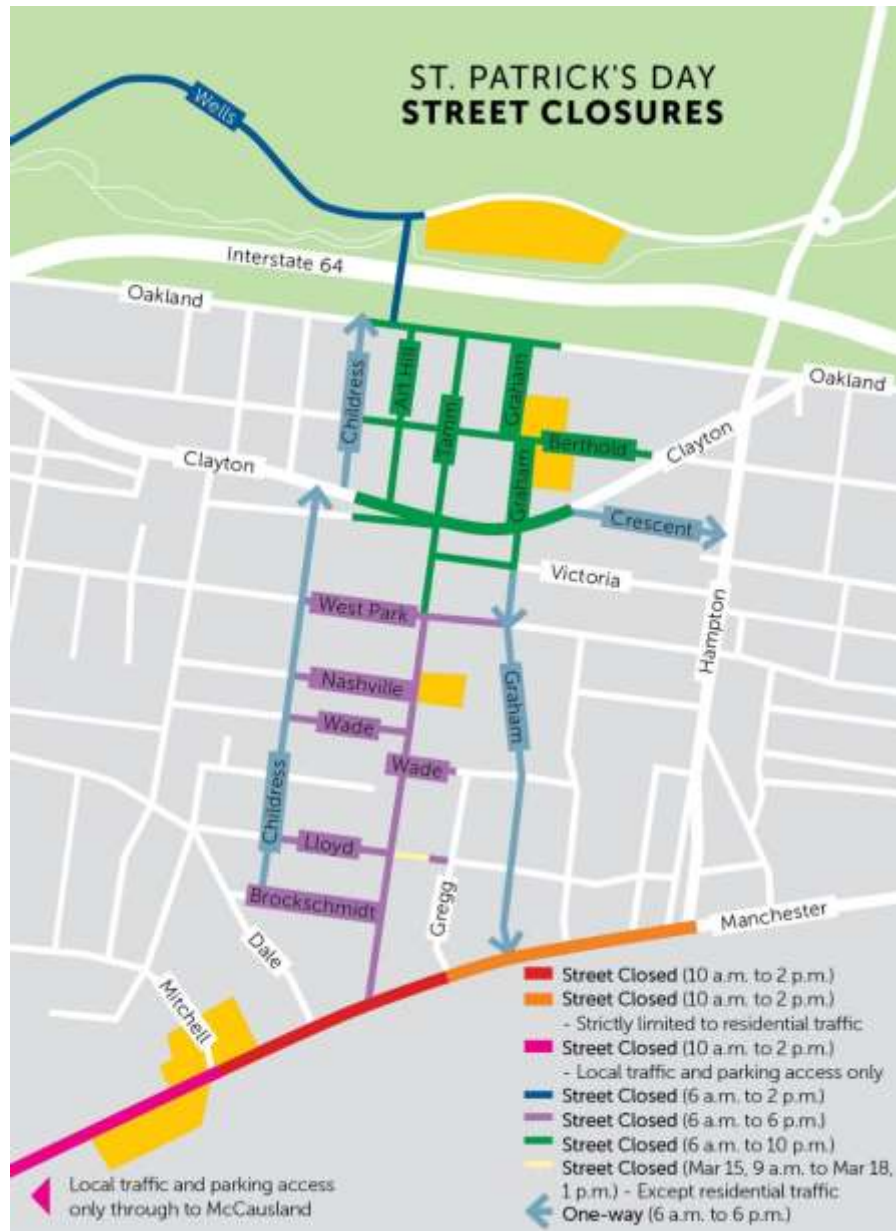 ST. PATRICK'S DAY
STREET CLOSURES
Wells
Interstate 64
Oakland
Oakland
Childress
Art Hill
Tamm
Graham
Graham
Berthold
Clayton
Clayton
Crescent
Victoria
Hampton
West Park
Nashville
Wade
Wade
Graham
Childress
Lloyd
Brockschmidt
Gregg
Dale
Mitchell
Manchester
Street Closed (10 a.m. to 2 p.m.)
Street Closed (10 a.m. to 2 p.m.)
- Strictly limited to residential traffic
Street Closed (10 a.m. to 2 p.m.)
- Local traffic and parking access only
Street Closed (6 a.m. to 2 p.m.)
Street Closed (6 a.m. to 6 p.m.)
Street Closed (6 a.m. to 10 p.m.)
Street Closed (Mar 15, 9 a.m. to Mar 18,
1 p.m.) - Except residential traffic
One-way (6 a.m. to 6 p.m.)
Local traffic and parking access
only through to McCausland